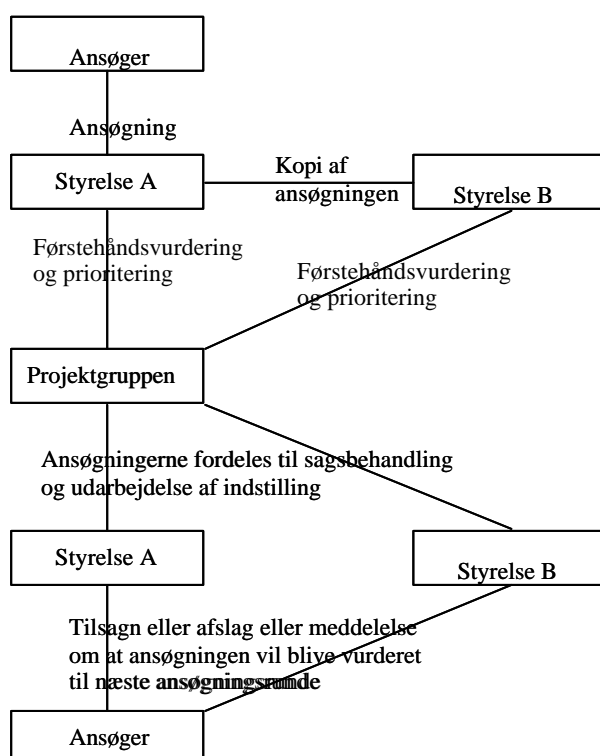 Ansøger
Ansøgning
Styrelse A
Kopi af
ansøgningen
Styrelse B
Førstehåndsvurdering
og prioritering
Førstehåndsvurdering
og prioritering
Projektgruppen
Ansøgningerne fordeles til sagsbehandling
og udarbejdelse af indstilling
Styrelse A
Styrelse B
Tilsagn eller afslag eller meddelelse
om at ansøgningen vil blive vurderet
til næste ansøgningsrunde
Ansøger